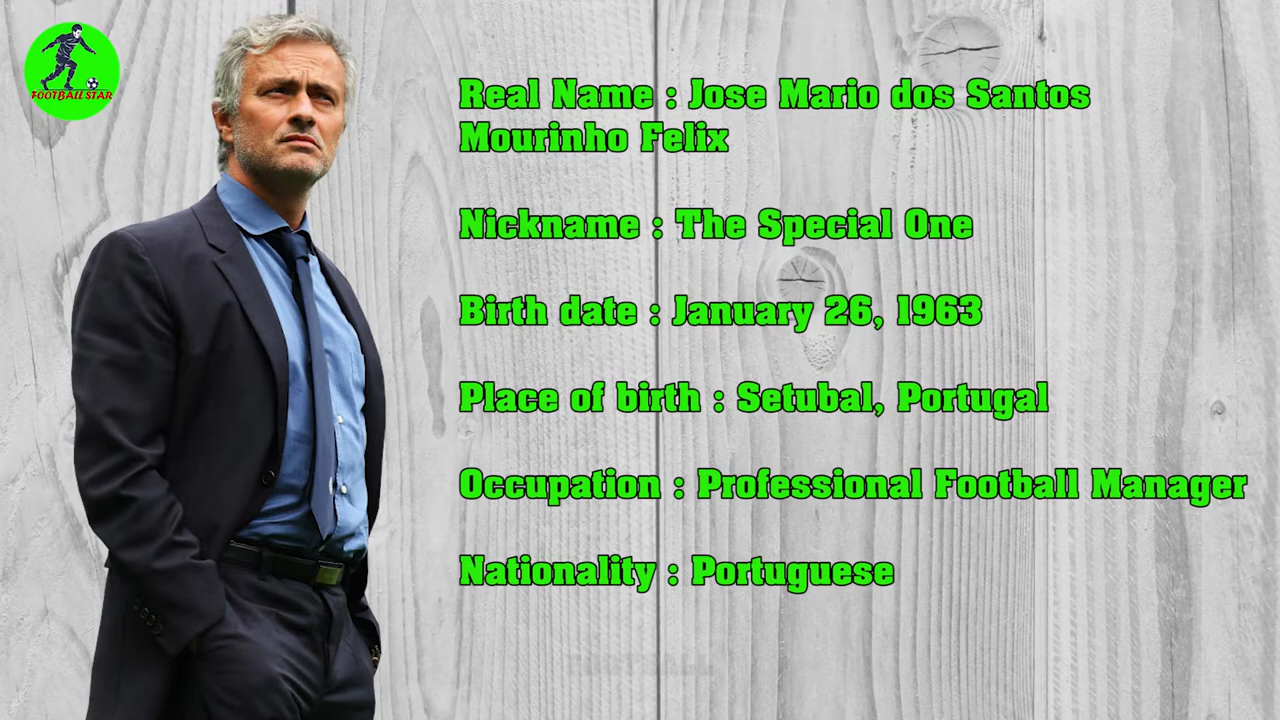 FOOTBALL STAR
Real Name : Jose Mario dos Santos
Mourinho Felix
Nickname : The Special One
Birth date : January 26, 1963
Place of birth : Setubal, Portugal
Occupation : Professional Football Manager
Nationality : Portuguese